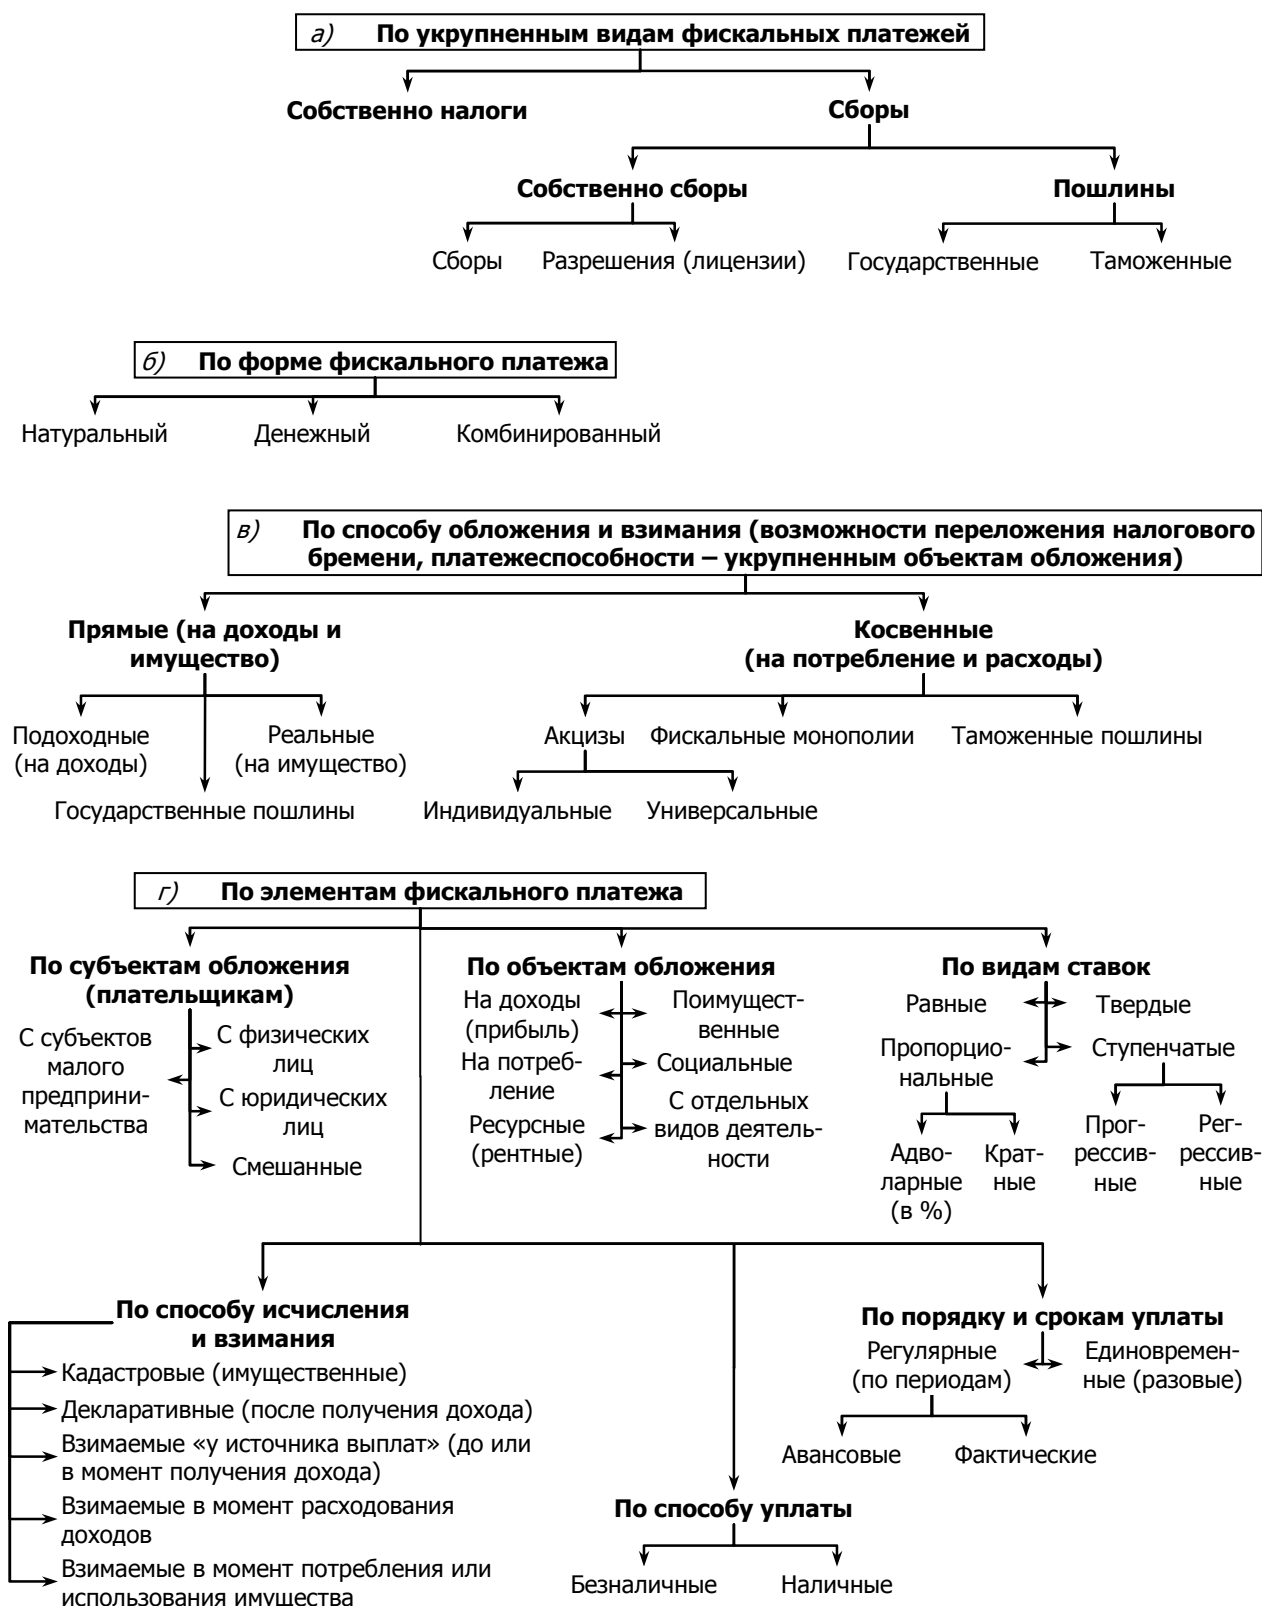 а) По укрупненным видам фискальных платежей
Собственно налоги
Сборы
Собственно сборы
Пошлины
Сборы
Разрешения (лицензии)
Государственные
Таможенные
б) По форме фискального платежа
Натуральный
Денежный
Комбинированный
в) По способу обложения и взимания (возможности переложения налогового
бремени, платежеспособности – укрупненным объектам обложения)
Прямые (на доходы и
имущество)
Косвенные
(на потребление и расходы)
Подоходные
(на доходы)
Реальные
(на имущество)
Государственные пошлины
Акцизы
Фискальные монополии
Таможенные пошлины
Индивидуальные
Универсальные
г) По элементам фискального платежа
По субъектам обложения
(плательщикам)
С субъектов
малого
предприни-
мательства
С физических
лиц
С юридических
лиц
Смешанные
По объектам обложения
На доходы
(прибыль)
На потреб-
ление
Ресурсные
(рентные)
Поимущест-
венные
Социальные
С отдельных
видов деятель-
ности
По видам ставок
Равные
Твердые
Пропорцио-
нальные
Ступенчатые
Адво-
ларные
(в %)
Крат-
ные
Прог-
рессив-
ные
Рег-
рессив-
ные
По способу исчисления
и взимания
Кадастровые (имущественные)
Декларативные (после получения дохода)
Взимаемые «у источника выплат» (до или
в момент получения дохода)
Взимаемые в момент расходования
доходов
Взимаемые в момент потребления или
использования имущества
По способу уплаты
Безналичные
Наличные
По порядку и срокам уплаты
Регулярные
(по периодам)
Единовремен-
ные (разовые)
Авансовые
Фактические